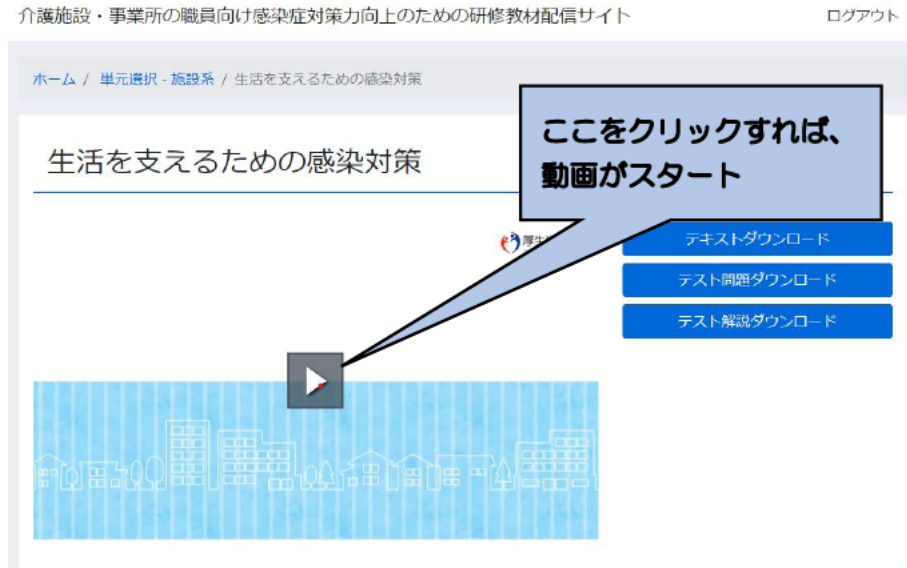 介護施設・事業所の職員向け感染症対策力向上のための研修教材配信サイト
ログアウト
ホーム / 単元選択 - 施設系 / 生活を支えるための感染対策
ここをクリックすれば、
動画がスタート
生活を支えるための感染対策
厚生
テキストダウンロード
テスト問題ダウンロード
テスト解説ダウンロード